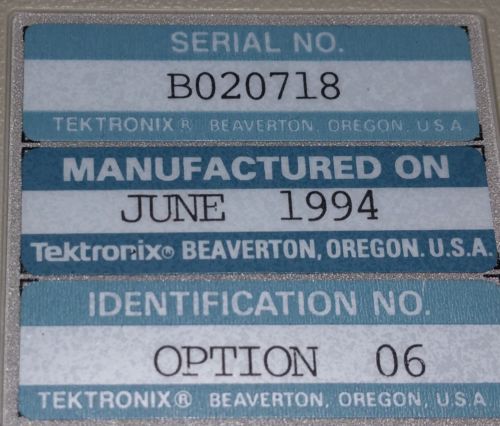 SERIAL NO.
B020718
TEKTRONIX® BEAVERTON, OREGON, U.S.A
MANUFACTURED ON
JUNE 1994
Tektronix® BEAVERTON, OREGON. U.S.A.
IDENTIFICATION NO.
OPTION 06
TEKTRONIX® BEAVERTON, OREGON, U.S.A